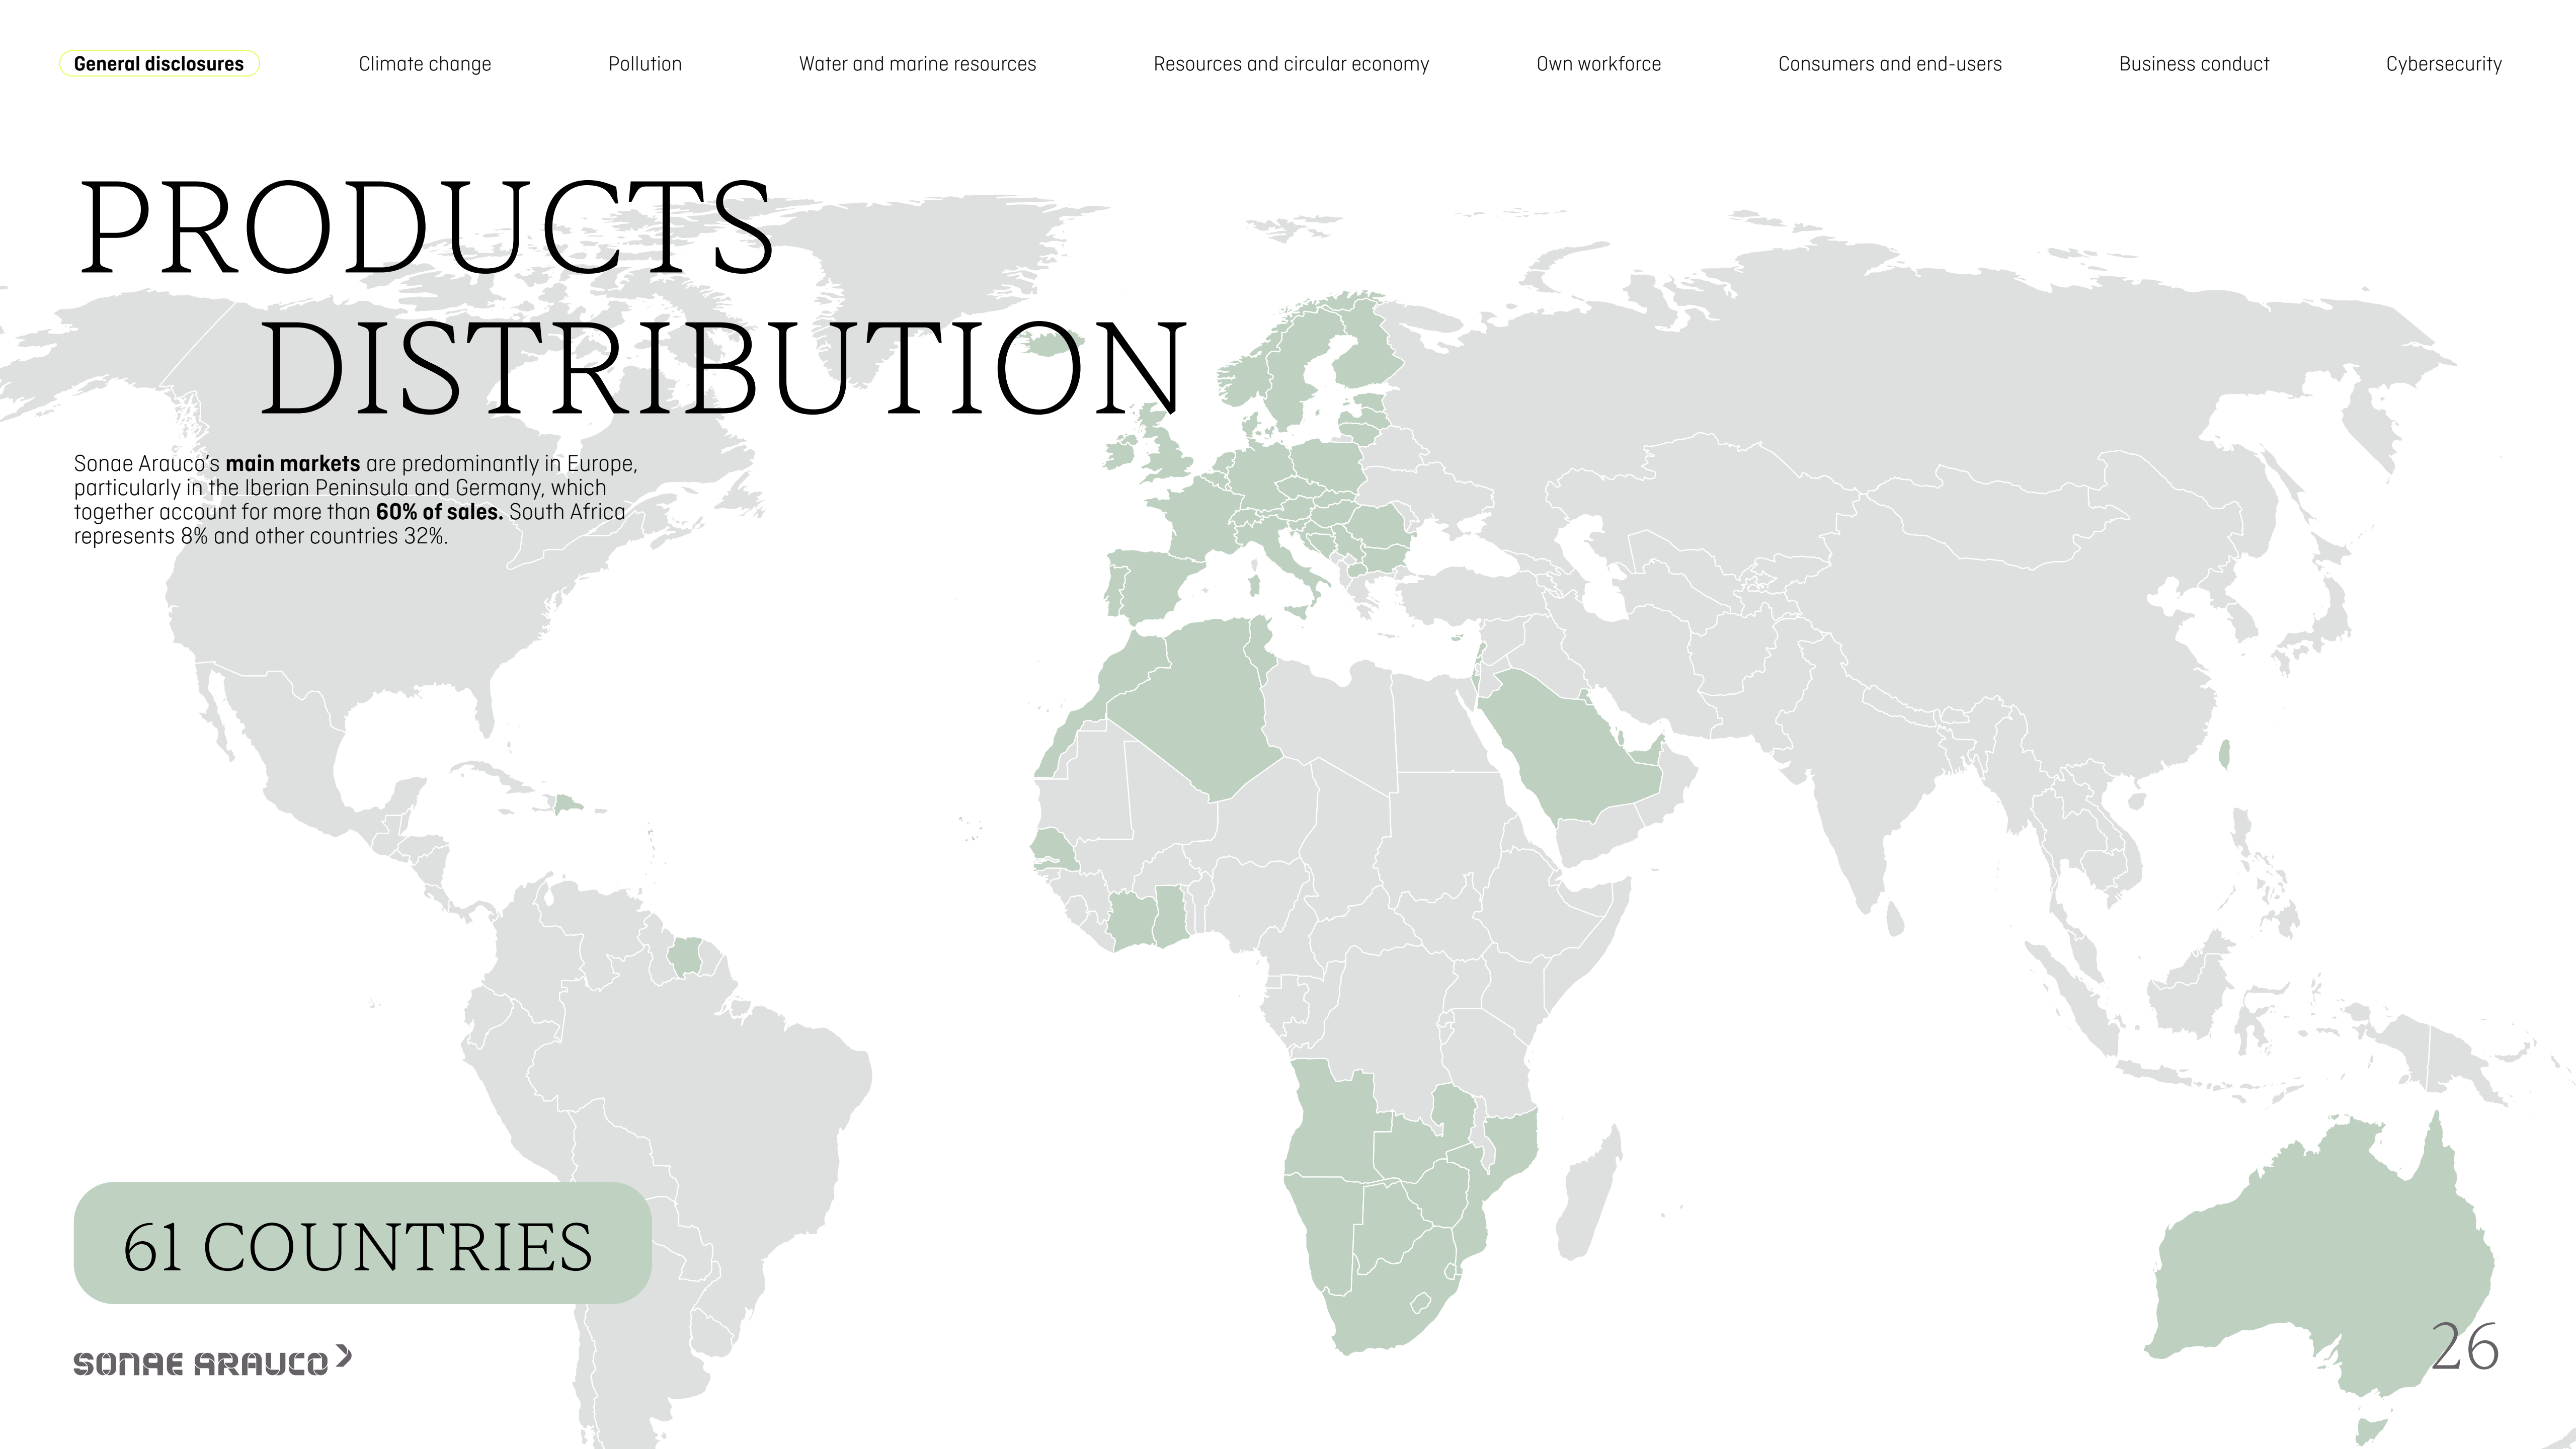 General disclosures
Climate change
Pollution
Water and marine resources
Resources and circular economy
Own workforce
Consumers and end-users
Business conduct
Cybersecurity
PRODUCTS
DISTRIBUTION
Sonae Arauco's main markets are predominantly in Europe,
particularly in the Iberian Peninsula and Germany, which
together account for more than 60% of sales. South Africa
represents 8% and other countries 32%.
61 COUNTRIES
SONAE ARAUCO
26